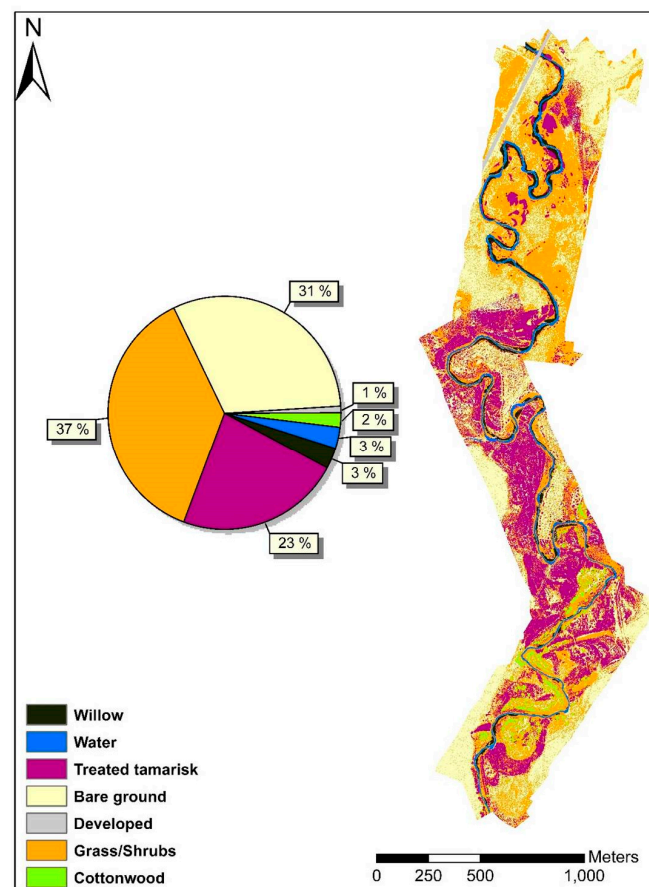 N
31 %
1 %
2 %
3 %
3 %
37 %
23 %
Willow
Water
Treated tamarisk
Bare ground
Developed
Grass/Shrubs
Cottonwood
Meters
0 250 500 1,000